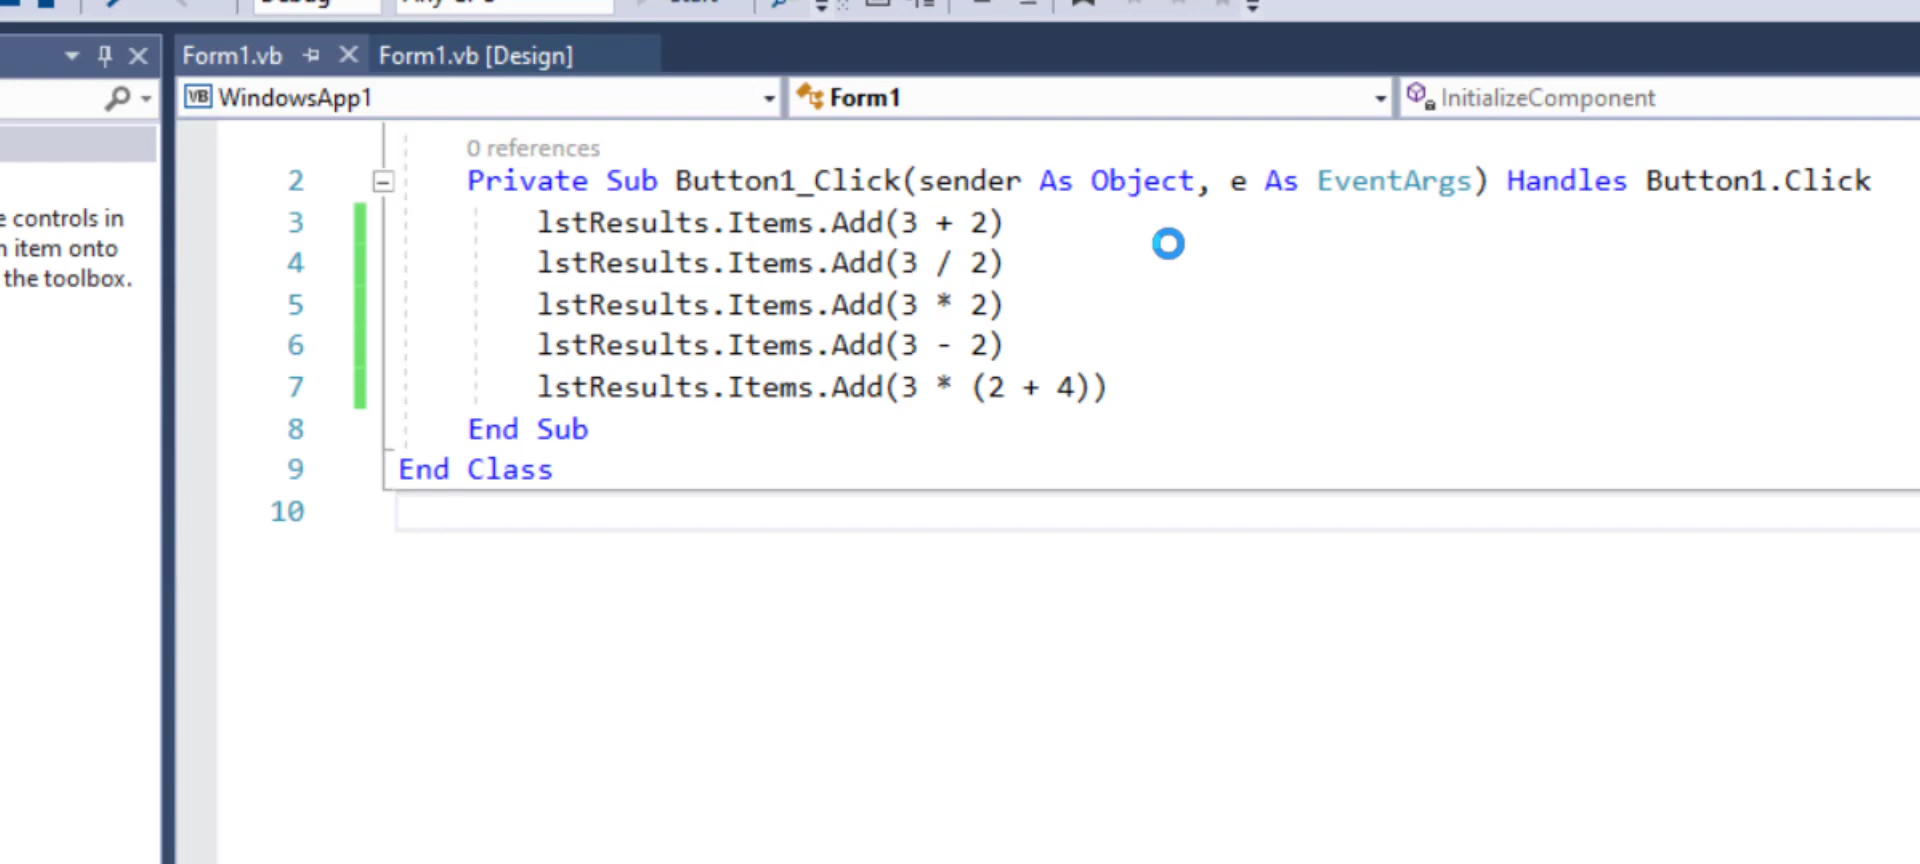 Form1.vb
Form1.vb [Design]
WindowsApp1
Form1
InitializeComponent
0 references
2 Private Sub Button1_Click(sender As Object, e As EventArgs) Handles Button1.Click
3 lstResults.Items.Add(3 + 2)
4 lstResults.Items.Add(3 / 2)
5 lstResults.Items.Add(3 * 2)
6 lstResults.Items.Add(3 - 2)
7 lstResults.Items.Add(3 * (2 + 4))
8 End Sub
9 End Class
10
controls in
item onto
the toolbox.